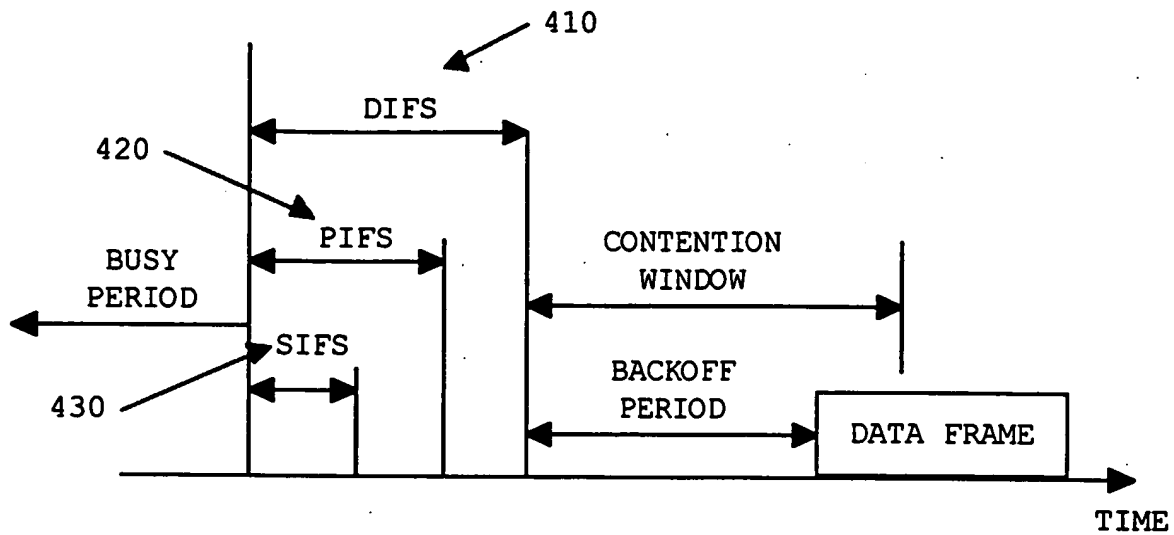 410
DIFS
420
PIFS
CONTENTION
WINDOW
BUSY
PERIOD
SIFS
BACKOFF
PERIOD
430
DATA FRAME
TIME